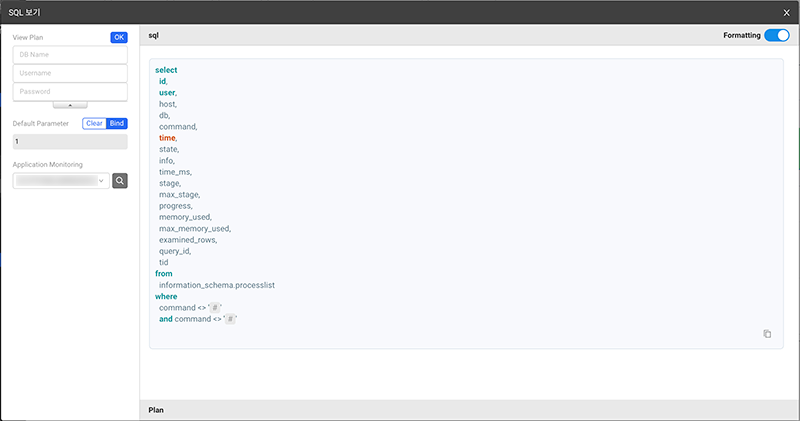 SQL 보기
View Plan
OK
DB Name
Username
Password
Default Parameter
Clear
Bind
1
Application Monitoring
sql
Formatting
select
id,
user,
host,
db,
command,
time,
state,
info,
time_ms,
stage,
max_stage,
progress,
memory_used,
max_memory_used,
examined_rows,
query_id,
tid
from
information_schema.processlist
where
command <> '#'
and command <> '#'
Plan